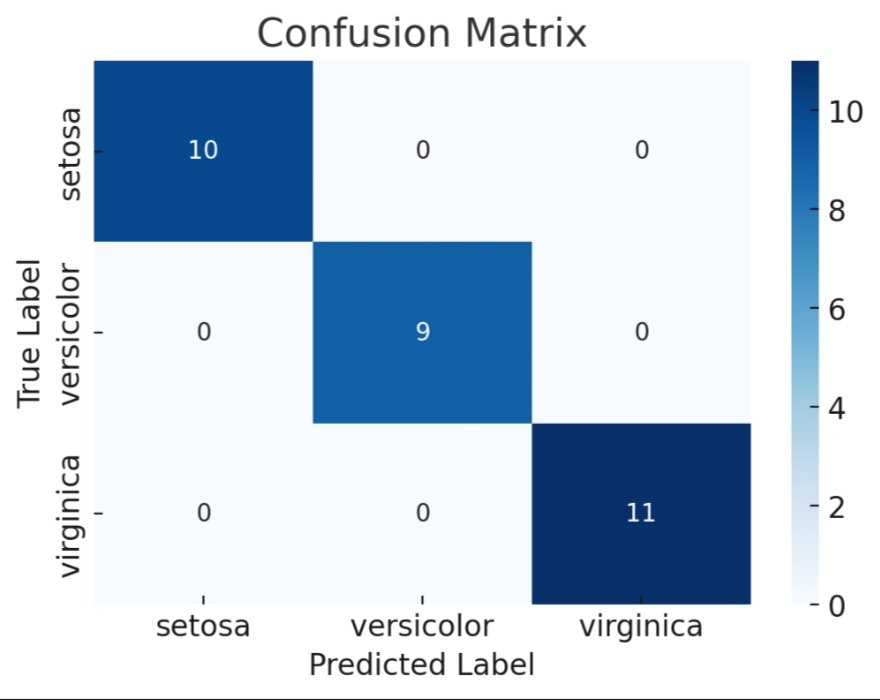 Confusion Matrix
setosa
10 0 0
versicolor
0 9 0
virginica
0 0 11
True Label
setosa versicolor virginica
Predicted Label
10
8
6
4
2
0